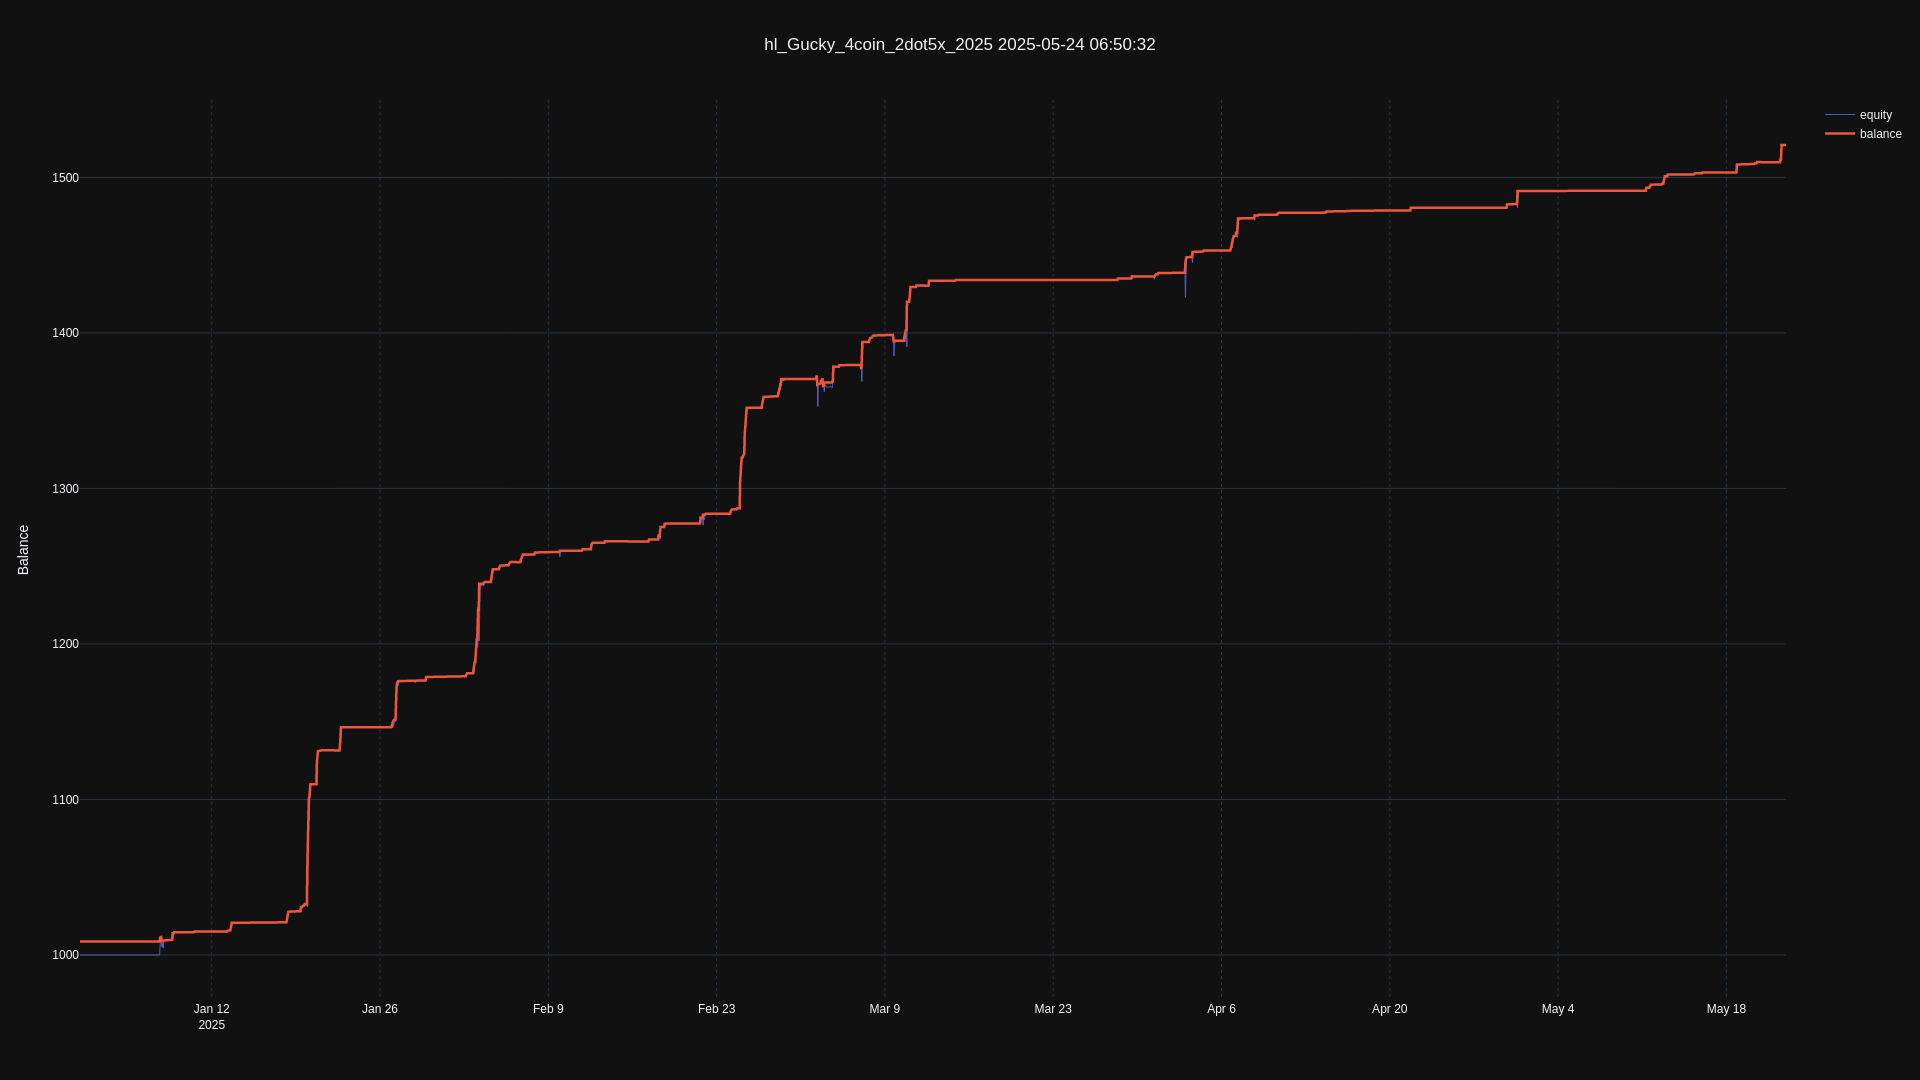 hl_Gucky_4coin_2dot5x_2025 2025-05-24 06:50:32
equity
balance
1500
1400
1300
1200
1100
1000
Balance
Jan 12
2025
Jan 26
Feb 9
Feb 23
Mar 9
Mar 23
Apr 6
Apr 20
May 4
May 18